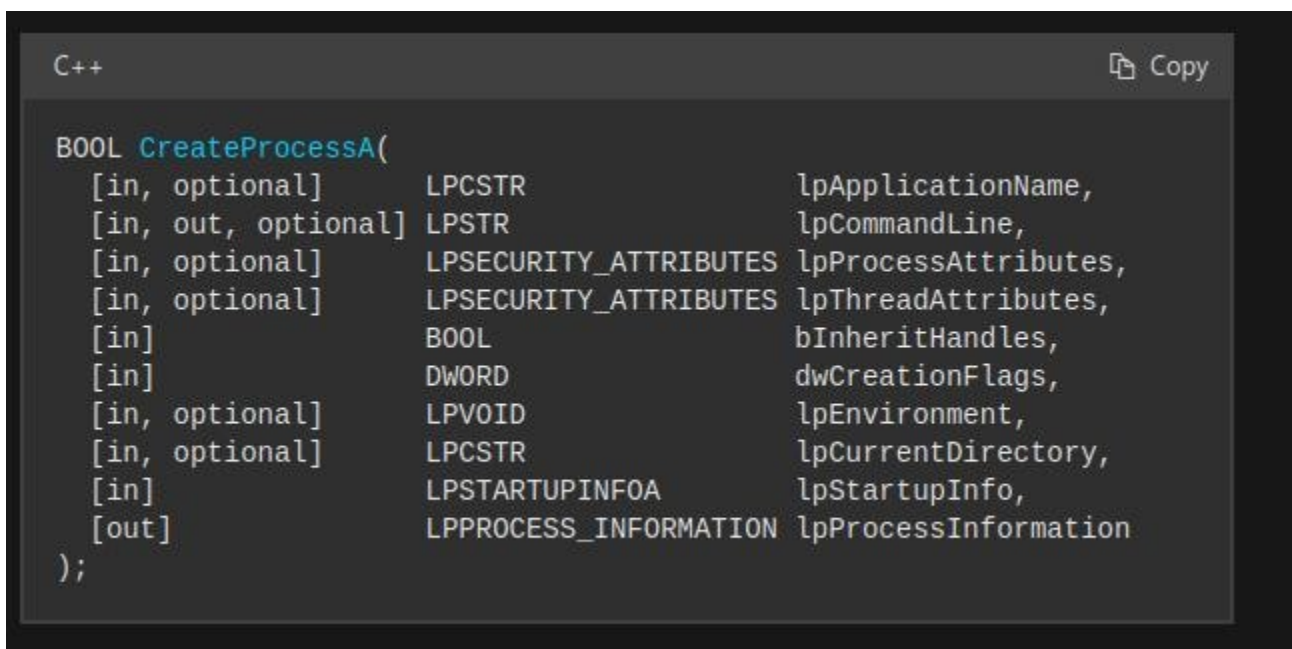 C++ Copy
BOOL CreateProcessA(
  [in, optional]      LPCSTR                lpApplicationName,
  [in, out, optional] LPSTR                 lpCommandLine,
  [in, optional]      LPSECURITY_ATTRIBUTES lpProcessAttributes,
  [in, optional]      LPSECURITY_ATTRIBUTES lpThreadAttributes,
  [in]                BOOL                  bInheritHandles,
  [in]                DWORD                 dwCreationFlags,
  [in, optional]      LPVOID                lpEnvironment,
  [in, optional]      LPCSTR                lpCurrentDirectory,
  [in]                LPSTARTUPINFOA        lpStartupInfo,
  [out]               LPPROCESS_INFORMATION lpProcessInformation
);